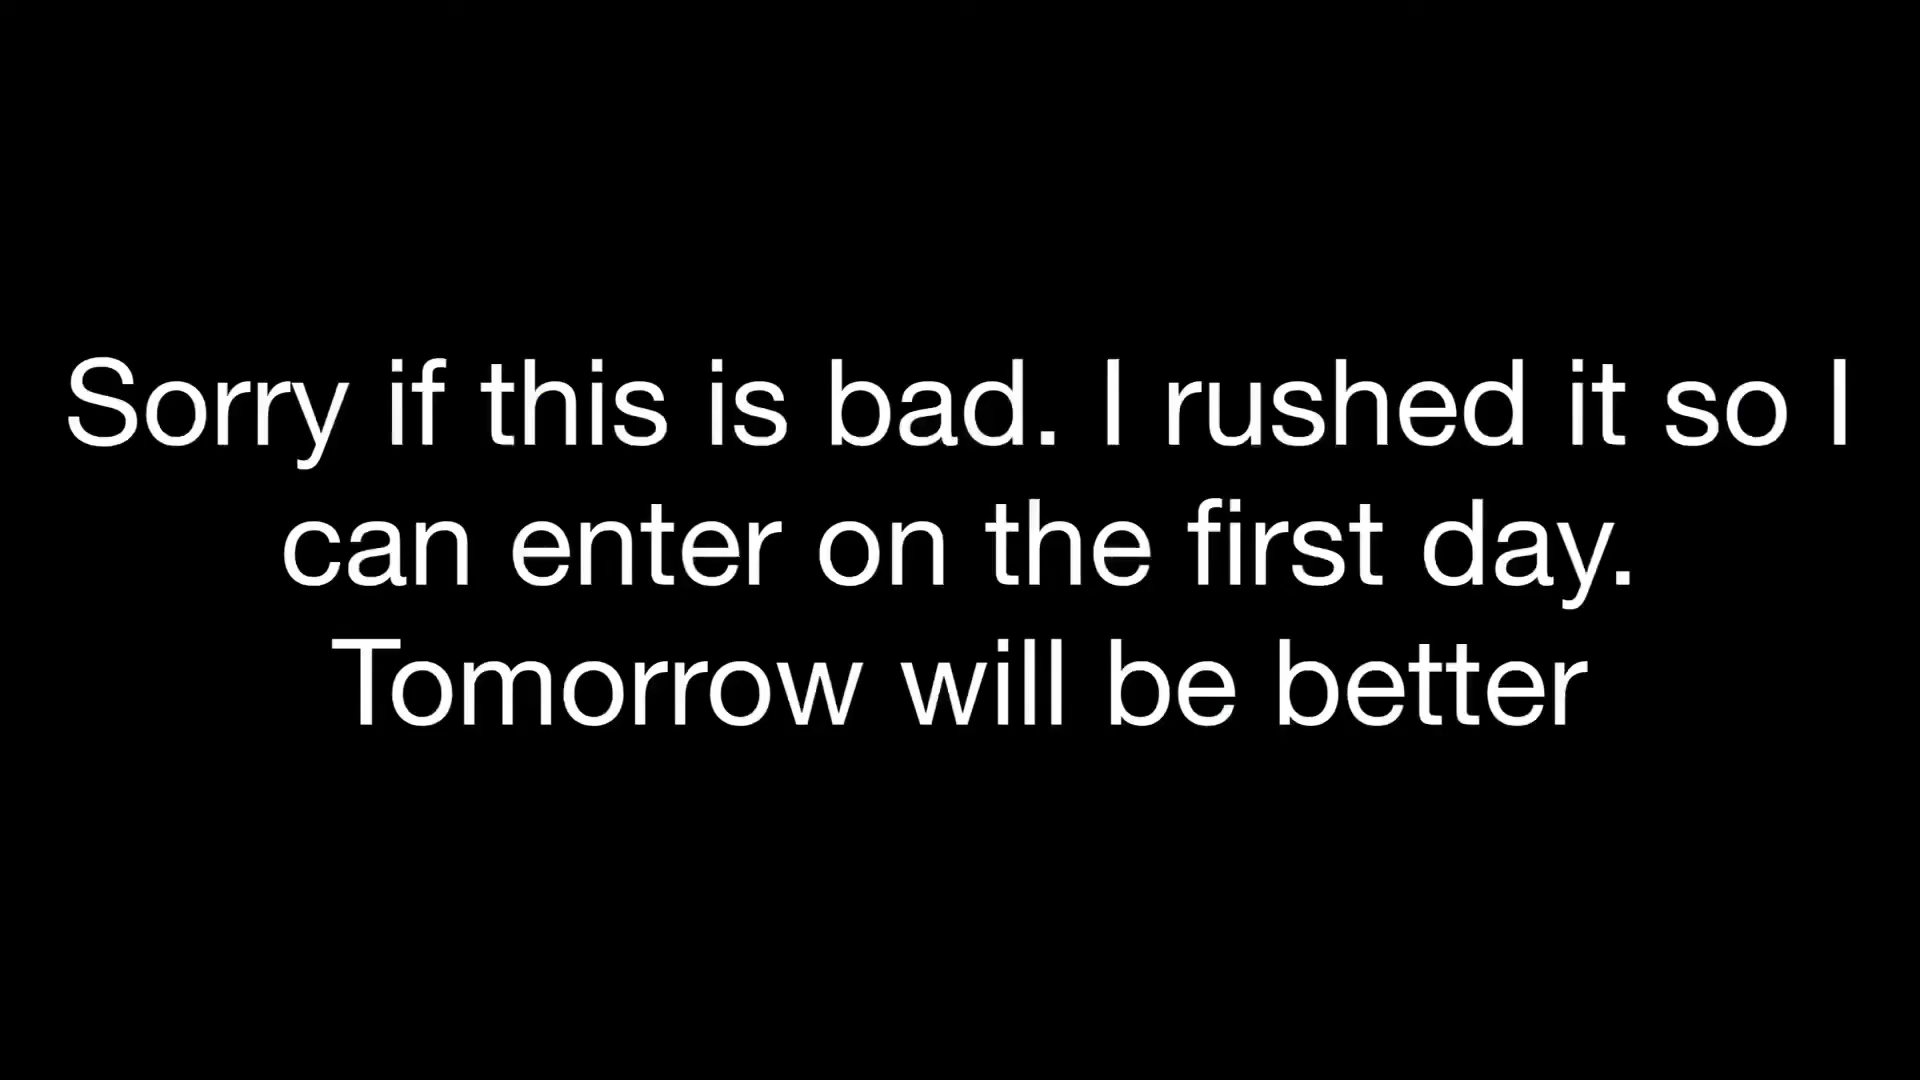 Sorry if this is bad. I rushed it so I
can enter on the first day.
Tomorrow will be better